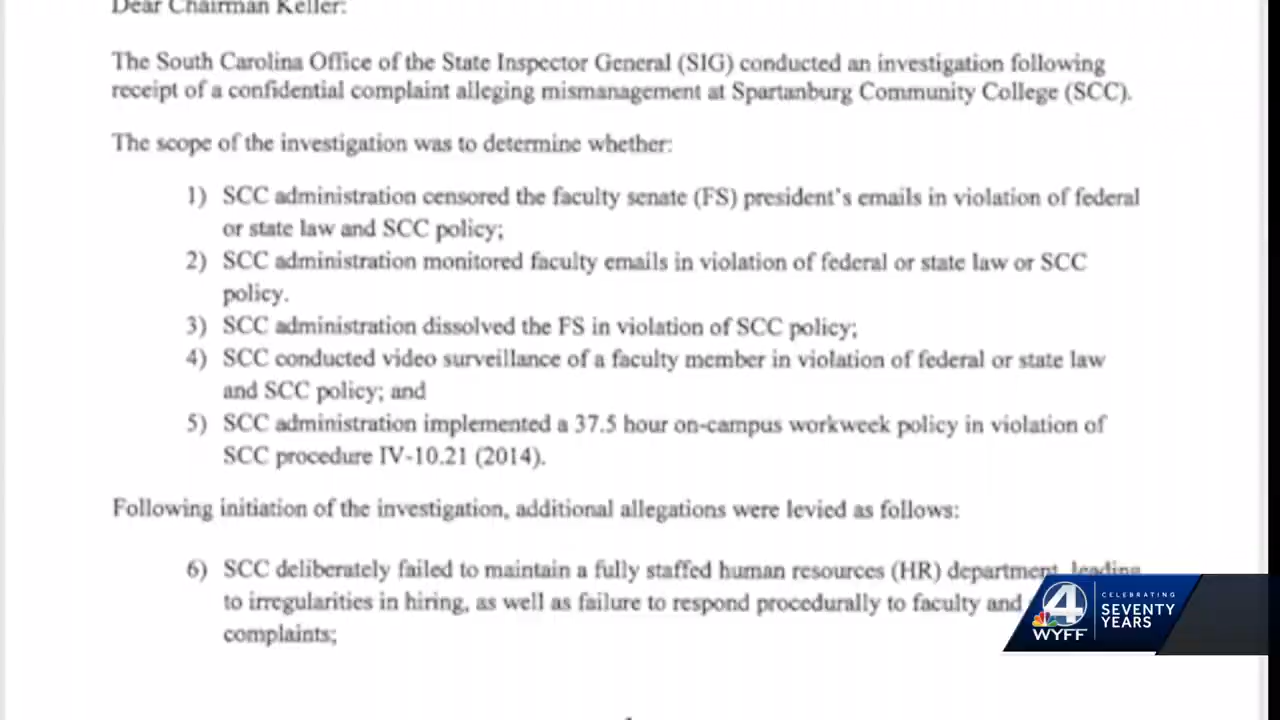 Dear Chairman Keller:
The South Carolina Office of the State Inspector General (SIG) conducted an investigation following
receipt of a confidential complaint alleging mismanagement at Spartanburg Community College (SCC).
The scope of the investigation was to determine whether:
1) SCC administration censored the faculty senate (FS) president's emails in violation of federal
or state law and SCC policy;
2) SCC administration monitored faculty emails in violation of federal or state law or SCC
policy.
3) SCC administration dissolved the FS in violation of SCC policy;
4) SCC conducted video surveillance of a faculty member in violation of federal or state law
and SCC policy; and
5) SCC administration implemented a 37.5 hour on-campus workweek policy in violation of
SCC procedure IV-10.21 (2014).
Following initiation of the investigation, additional allegations were levied as follows:
6) SCC deliberately failed to maintain a fully staffed human resources (HR) department, leading
to irregularities in hiring, as well as failure to respond procedurally to faculty and
complaints;
4
WYFF
CELEBRATING
SEVENTY
YEARS